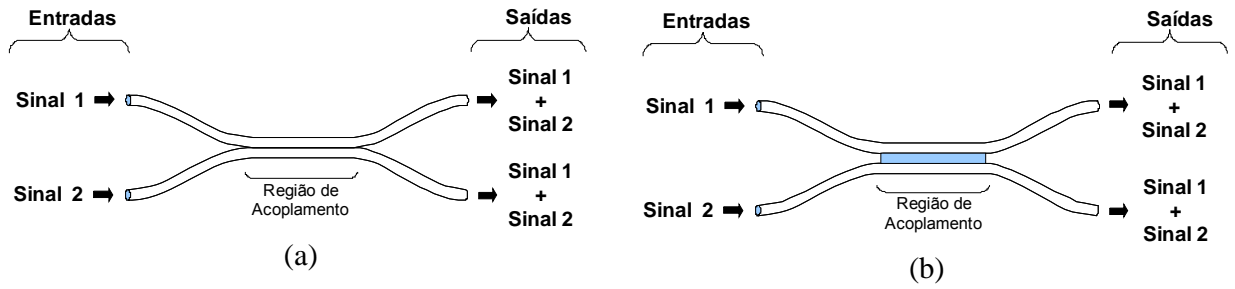 Entradas
Saídas
Sinal 1
Sinal 1
+
Sinal 2
Sinal 2
Sinal 1
+
Sinal 2
Região de
Acoplamento
(a)
Entradas
Saídas
Sinal 1
Sinal 1
+
Sinal 2
Sinal 2
Sinal 1
+
Sinal 2
Região de
Acoplamento
(b)